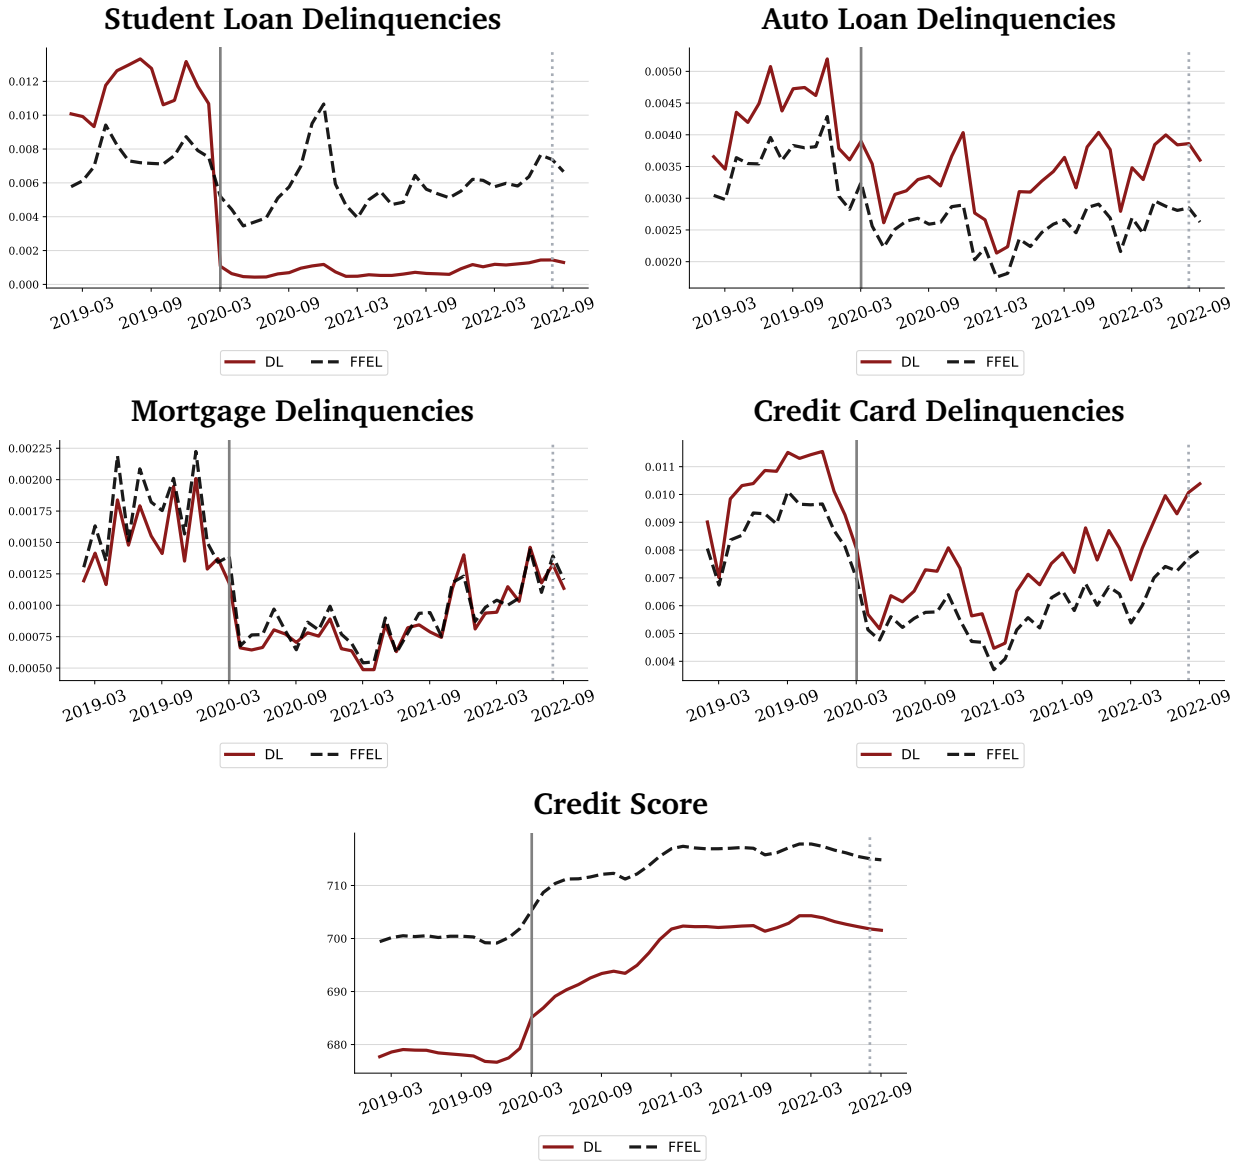 Student Loan Delinquencies
0.012
0.010
0.008
0.006
0.004
0.002
0.000
2019-03 2019-09 2020-03 2020-09 2021-03 2021-09 2022-03 2022-09
DL FFEL
Auto Loan Delinquencies
0.0050
0.0045
0.0040
0.0035
0.0030
0.0025
0.0020
2019-03 2019-09 2020-03 2020-09 2021-03 2021-09 2022-03 2022-09
DL FFEL
Mortgage Delinquencies
0.00225
0.00200
0.00175
0.00150
0.00125
0.00100
0.00075
0.00050
2019-03 2019-09 2020-03 2020-09 2021-03 2021-09 2022-03 2022-09
DL FFEL
Credit Card Delinquencies
0.011
0.010
0.009
0.008
0.007
0.006
0.005
0.004
2019-03 2019-09 2020-03 2020-09 2021-03 2021-09 2022-03 2022-09
DL FFEL
Credit Score
710
700
690
680
2019-03 2019-09 2020-03 2020-09 2021-03 2021-09 2022-03 2022-09
DL FFEL